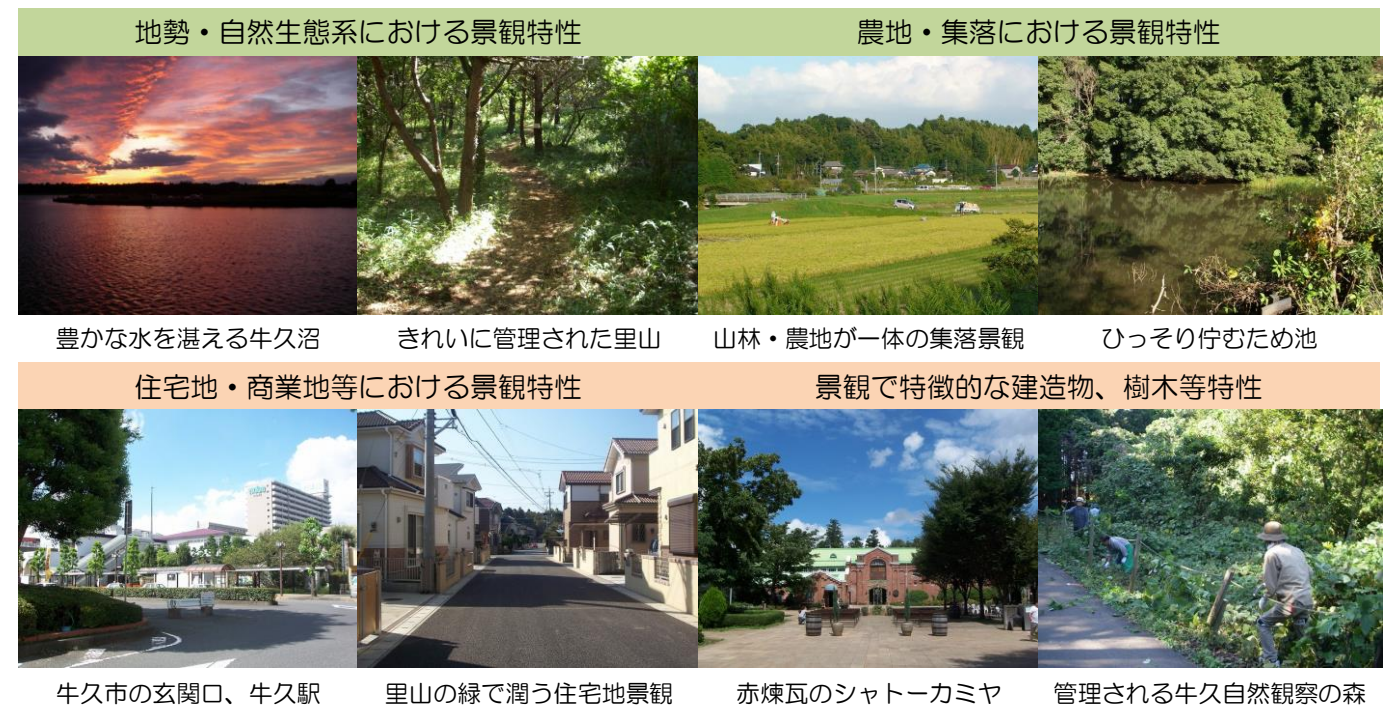 地勢・自然生態系における景観特性
農地・集落における景観特性
豊かな水を湛える牛久沼
きれいに管理された里山
山林・農地が一体の集落景観
ひっそり佇むため池
住宅地・商業地等における景観特性
景観で特徴的な建造物、樹木等特性
牛久市の玄関口、牛久駅
里山の緑で潤う住宅地景観
赤煉瓦のシャトーカミヤ
管理される牛久自然観察の森